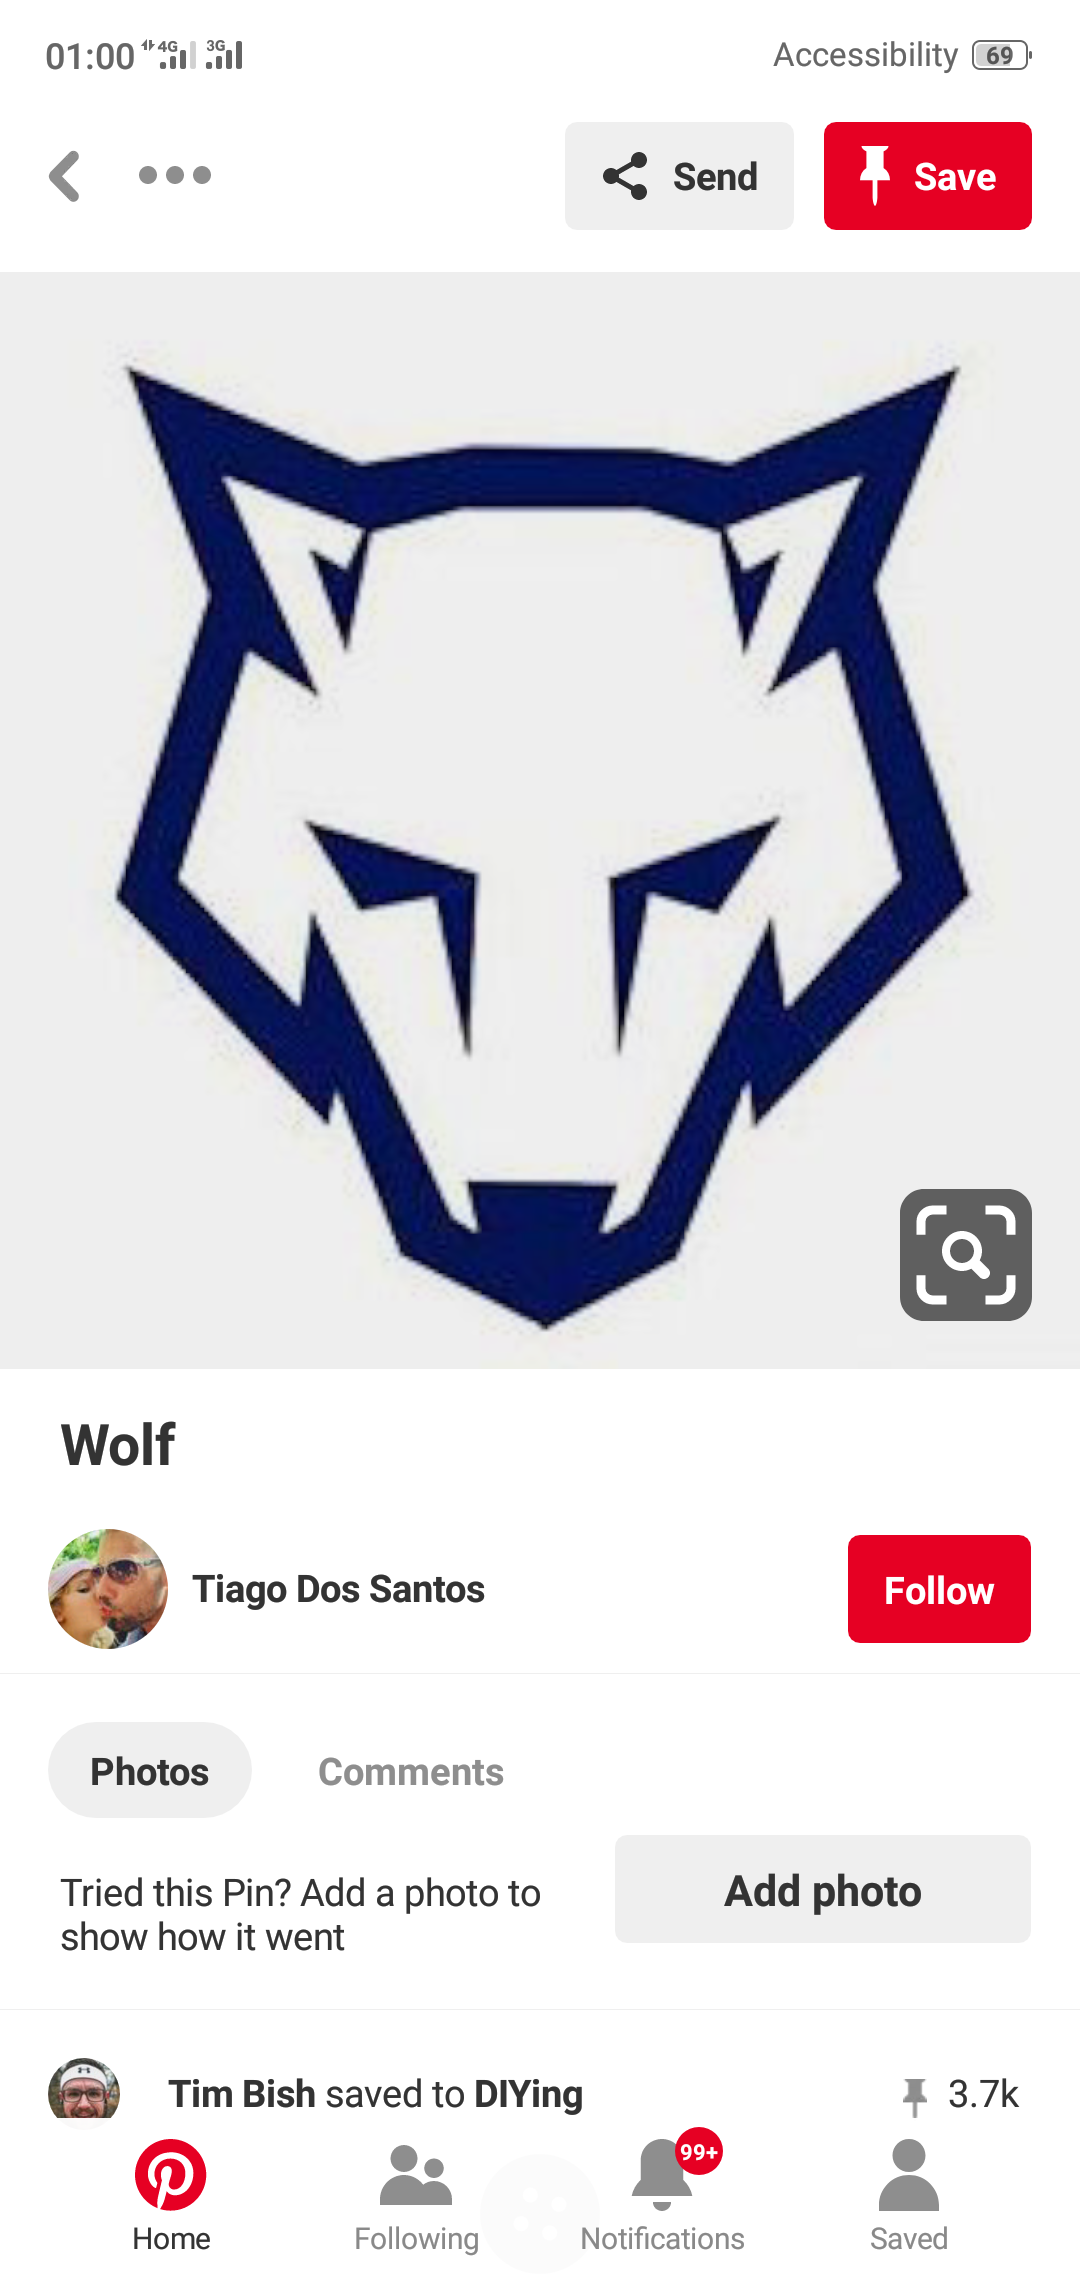 01:00 4G 3G Accessibility 69
Send Save
Wolf
Tiago Dos Santos Follow
Photos Comments
Tried this Pin? Add a photo to
show how it went
Add photo
Tim Bish saved to DIYing 3.7k
99+
Home Following Notifications Saved